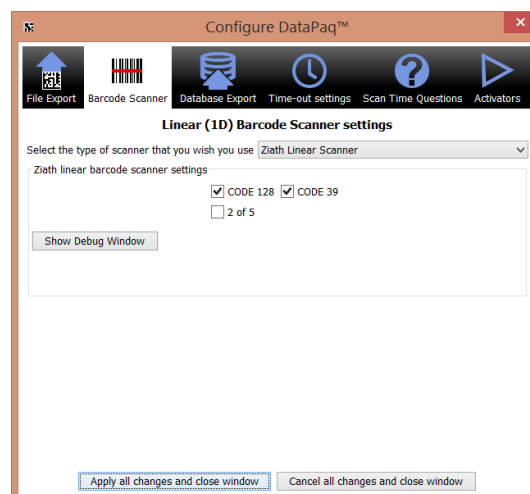 Configure DataPaq™
File Export Barcode Scanner Database Export Time-out settings Scan Time Questions Activators
Linear (1D) Barcode Scanner settings
Select the type of scanner that you wish you use Ziath Linear Scanner
Ziath linear barcode scanner settings
CODE 128 CODE 39
2 of 5
Show Debug Window
Apply all changes and close window Cancel all changes and close window